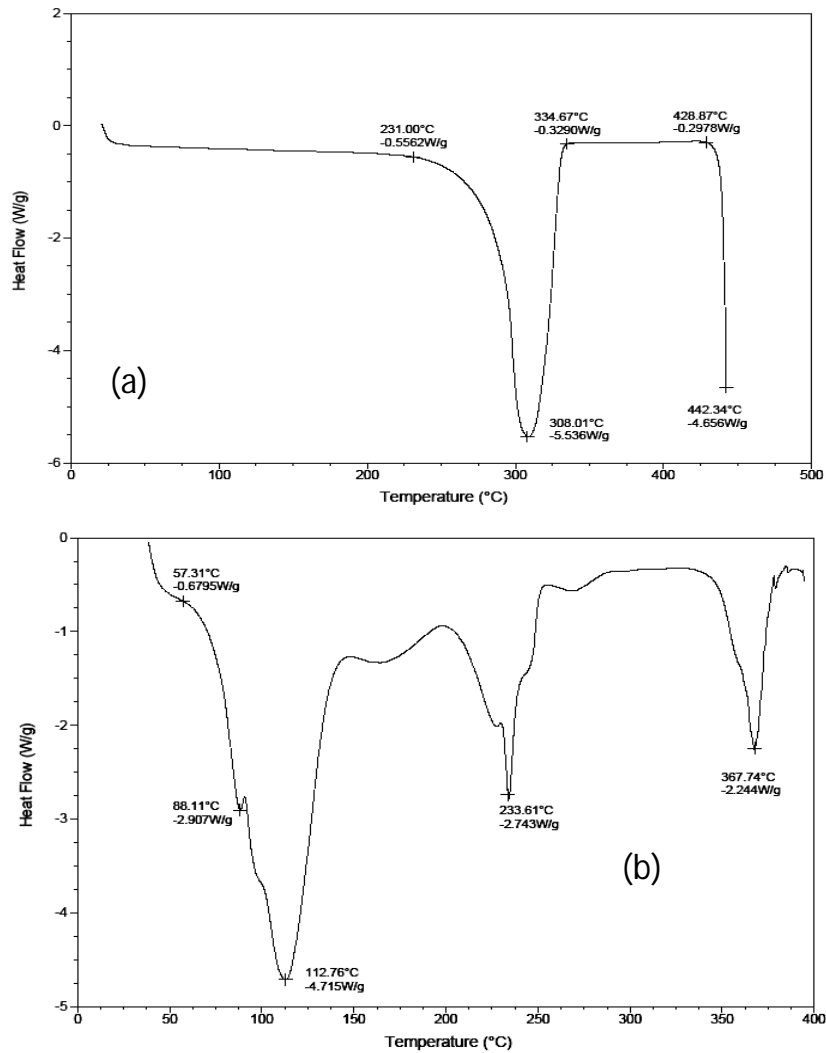 2
0
-2
-4
-6
Heat Flow (W/g)
231.00°C
-0.5562W/g
334.67°C
-0.3290W/g
428.87°C
-0.2978W/g
(a)
308.01°C
-5.536W/g
442.34°C
-4.656W/g
0
100
200
300
400
500
Temperature (°C)
0
-1
-2
-3
-4
-5
Heat Flow (W/g)
57.31°C
-0.6795W/g
88.11°C
-2.907W/g
233.61°C
-2.743W/g
367.74°C
-2.244W/g
(b)
112.76°C
-4.715W/g
0
50
100
150
200
250
300
350
400
Temperature (°C)